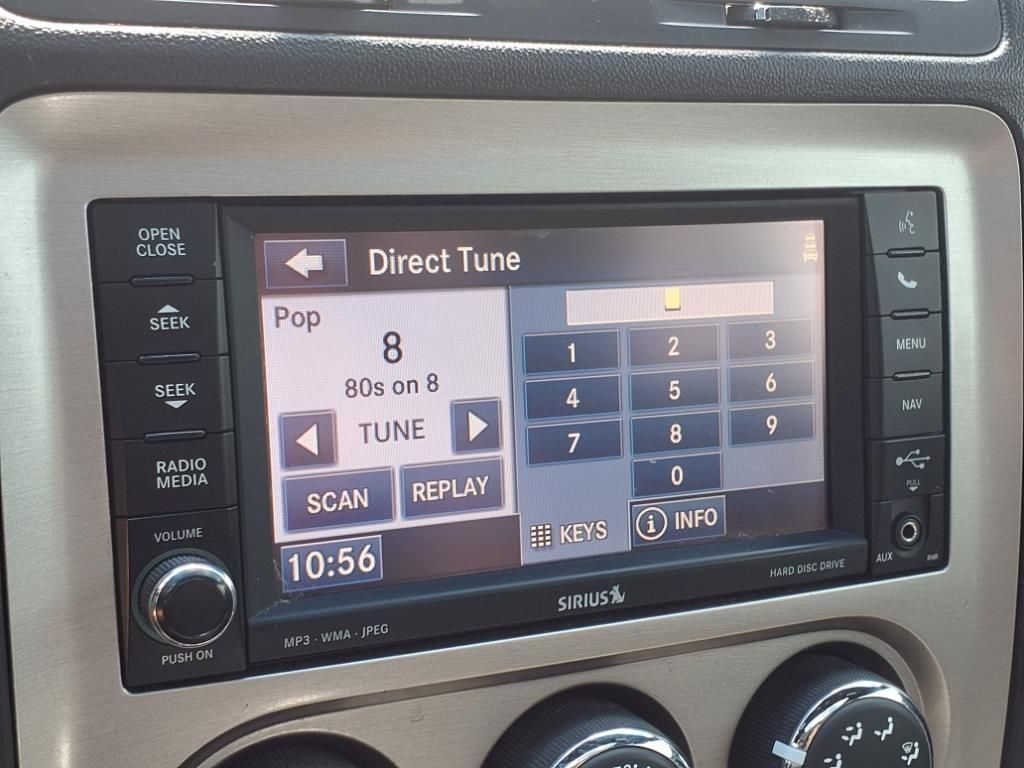 OPEN
CLOSE
SEEK
SEEK
RADIO
MEDIA
VOLUME
PUSH ON
Direct Tune
Pop
8
80s on 8
TUNE
SCAN
REPLAY
10:56
1 2 3
4 5 6
7 8 9
0
KEYS
i INFO
MENU
NAV
PULL
AUX
PWR
MP3 · WMA · JPEG
SIRIUS
HARD DISC DRIVE